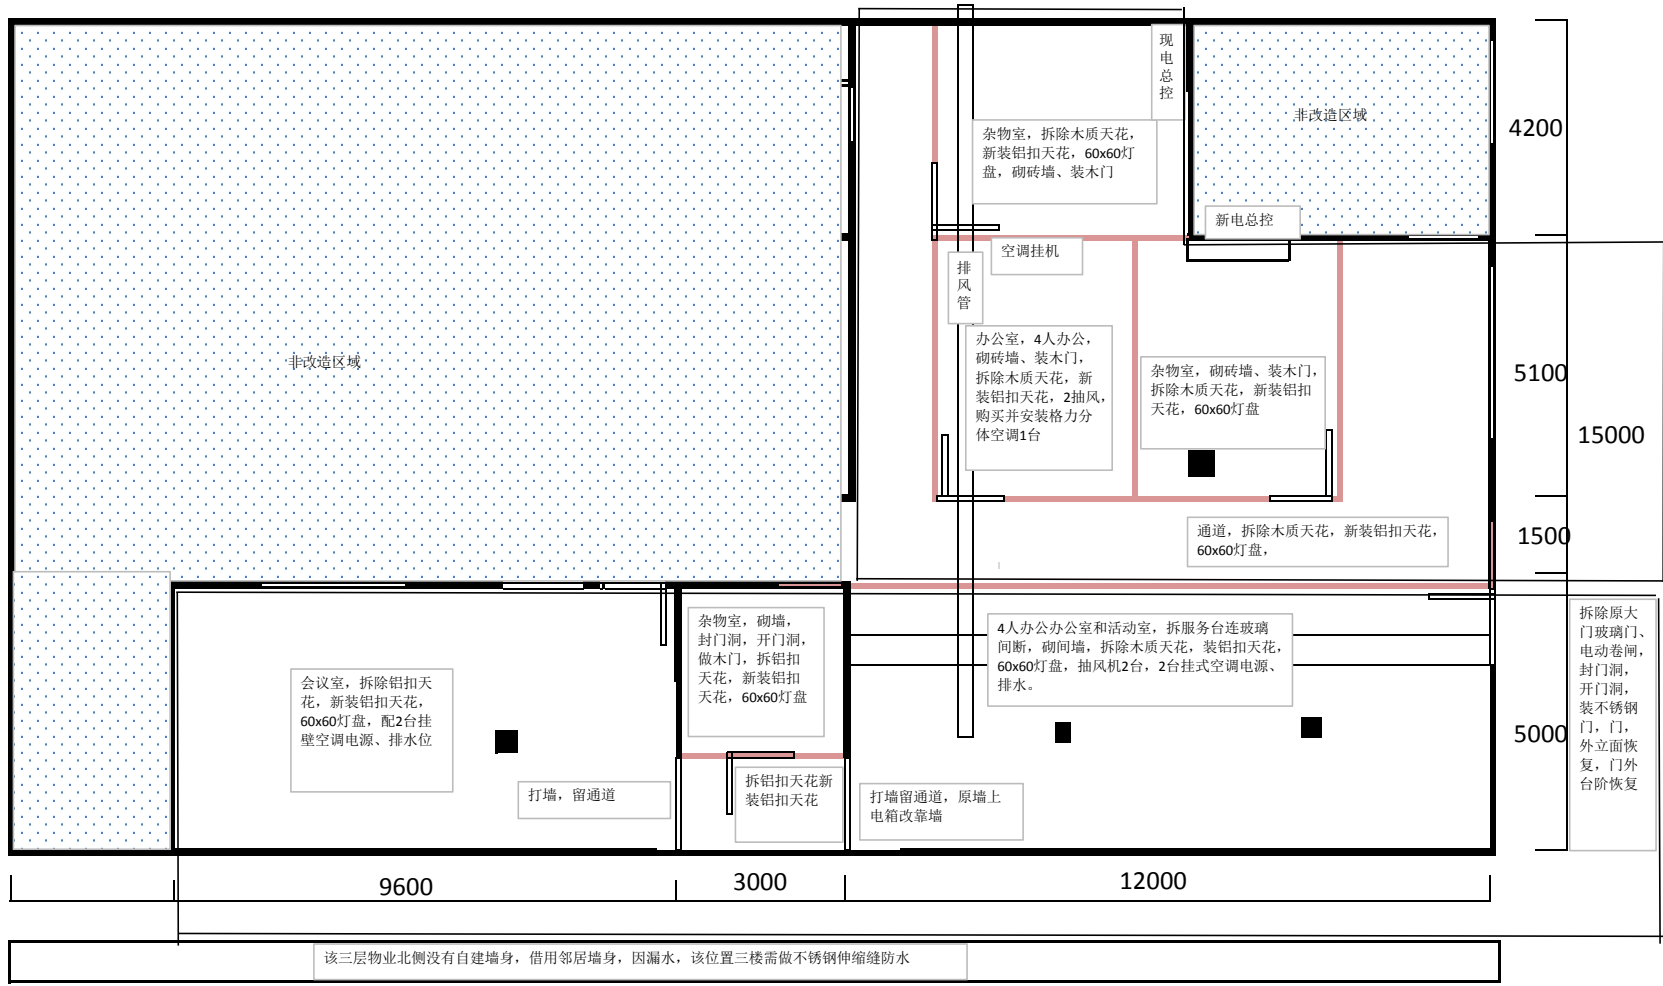 现
电
总
控
非改造区域
4200
杂物室，拆除木质天花，
新装铝扣天花，60x60灯
盘，砌砖墙、装木门
新电总控
空调挂机
排
风
管
办公室，4人办公，
砌砖墙、装木门，
拆除木质天花，新
装铝扣天花，2抽风，
购买并安装格力分
体空调1台
杂物室，砌砖墙、装木门，
拆除木质天花，新装铝扣
天花，60x60灯盘
非改造区域
5100
15000
通道，拆除木质天花，新装铝扣天花，
60x60灯盘，
1500
杂物室，砌墙，
封门洞，开门洞，
做木门，拆铝扣
天花，新装铝扣
天花，60x60灯盘
4人办公办公室和活动室，拆服务台连玻璃
间断，砌间墙，拆除木质天花，装铝扣天花，
60x60灯盘，抽风机2台，2台挂式空调电源、
排水。
拆除原大
门玻璃门、
电动卷闸，
封门洞，
开门洞，
装不锈钢
门，门，
外立面恢
复，门外
台阶恢复
会议室，拆除铝扣天
花，新装铝扣天花，
60x60灯盘，配2台挂
壁空调电源、排水位
5000
打墙，留通道
拆铝扣天花新
装铝扣天花
打墙留通道，原墙上
电箱改靠墙
9600
3000
12000
该三层物业北侧没有自建墙身，借用邻居墙身，因漏水，该位置三楼需做不锈钢伸缩缝防水